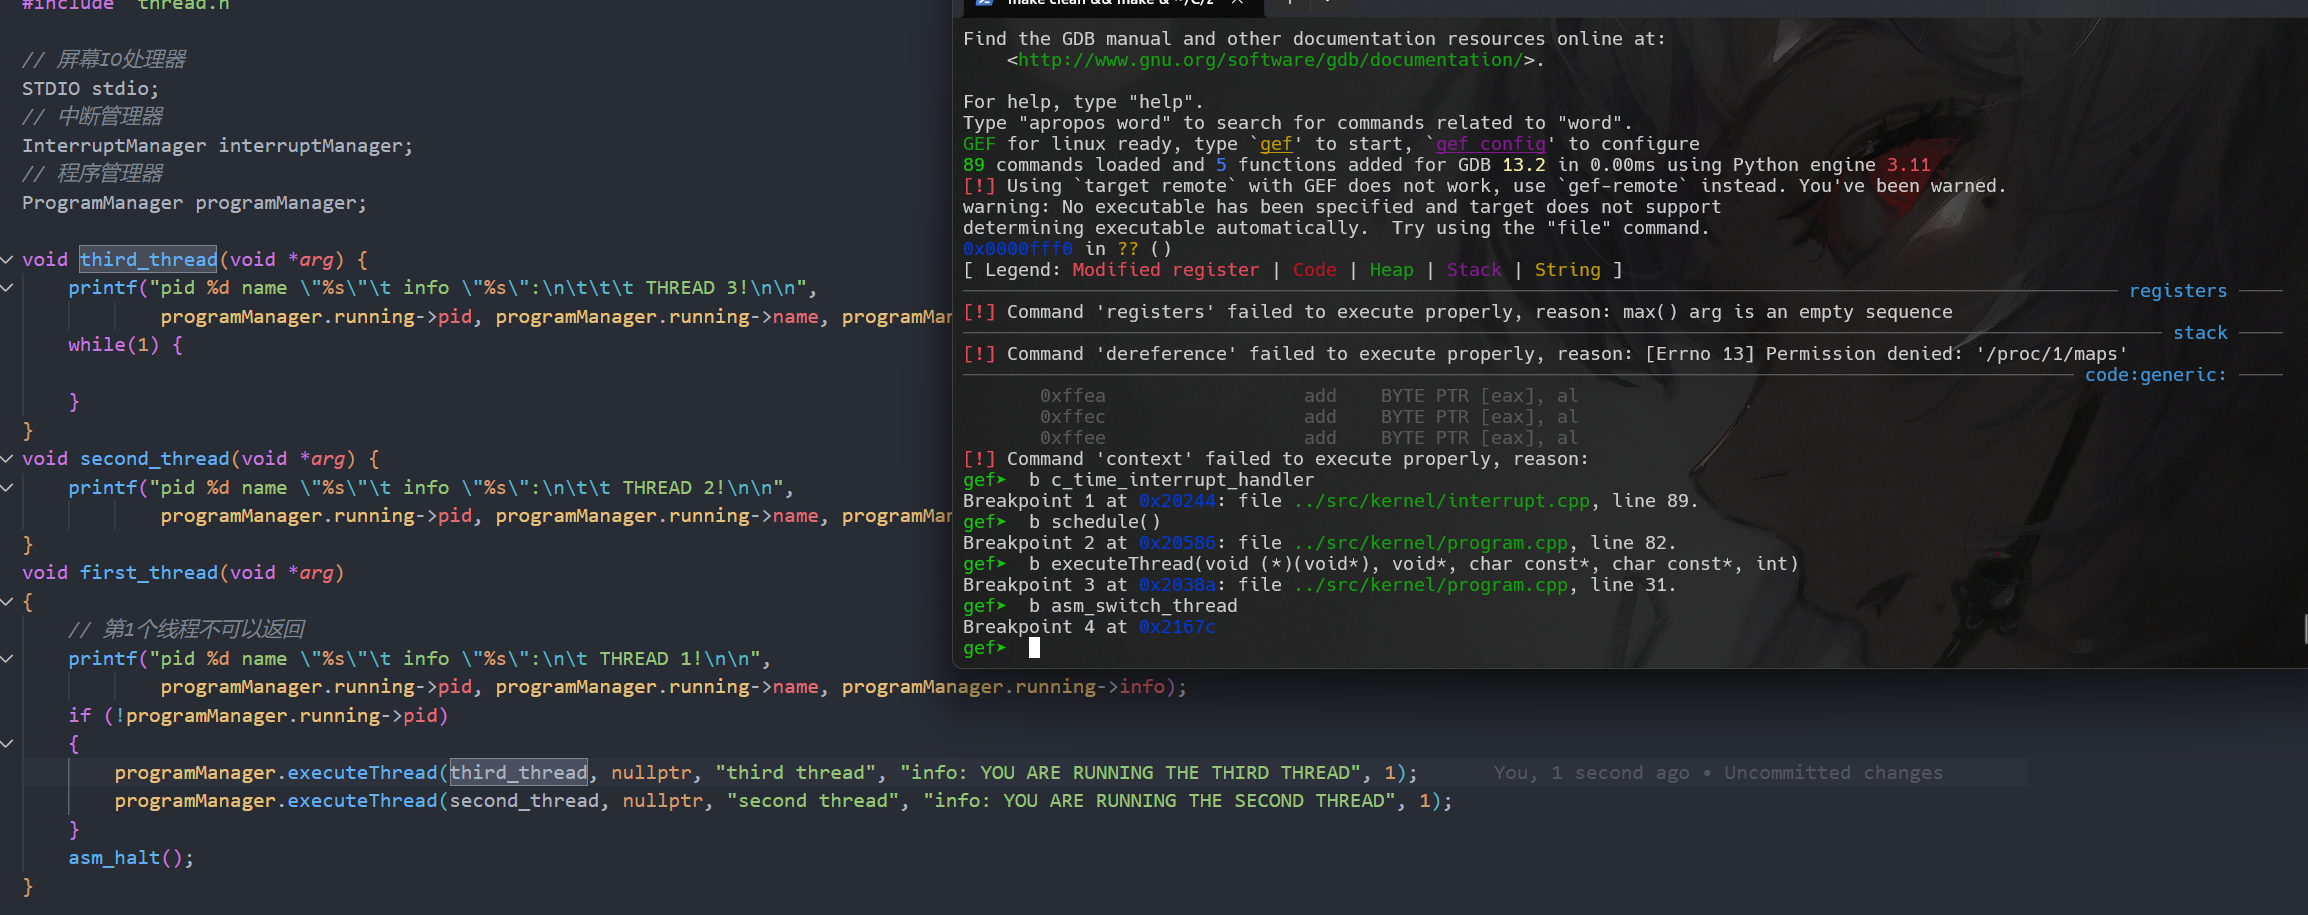 #include "thread.h"
// 屏幕IO处理器
STDIO stdio;
// 中断管理器
InterruptManager interruptManager;
// 程序管理器
ProgramManager programManager;
void third_thread(void *arg) {
printf("pid %d name \"%s\"\t info \"%s\":\n\t\t\t THREAD 3!\n\n",
programManager.running->pid, programManager.running->name, programMan
while(1) {
}
}
void second_thread(void *arg) {
printf("pid %d name \"%s\"\t info \"%s\":\n\t\t THREAD 2!\n\n",
programManager.running->pid, programManager.running->name, programMan
}
void first_thread(void *arg)
{
// 第1个线程不可以返回
printf("pid %d name \"%s\"\t info \"%s\":\n\t THREAD 1!\n\n",
programManager.running->pid, programManager.running->name, programManager.running->info);
if (!programManager.running->pid)
{
programManager.executeThread(third_thread, nullptr, "third thread", "info: YOU ARE RUNNING THE THIRD THREAD", 1); You, 1 second ago • Uncommitted changes
programManager.executeThread(second_thread, nullptr, "second thread", "info: YOU ARE RUNNING THE SECOND THREAD", 1);
}
asm_halt();
}
make clean && make & ~/C/z
Find the GDB manual and other documentation resources online at:
<http://www.gnu.org/software/gdb/documentation/>.
For help, type "help".
Type "apropos word" to search for commands related to "word".
GEF for linux ready, type `gef' to start, `gef config' to configure
89 commands loaded and 5 functions added for GDB 13.2 in 0.00ms using Python engine 3.11
[!] Using `target remote` with GEF does not work, use `gef-remote` instead. You've been warned.
warning: No executable has been specified and target does not support
determining executable automatically.  Try using the "file" command.
0x0000fff0 in ?? ()
[ Legend: Modified register | Code | Heap | Stack | String ]
registers
[!] Command 'registers' failed to execute properly, reason: max() arg is an empty sequence
stack
[!] Command 'dereference' failed to execute properly, reason: [Errno 13] Permission denied: '/proc/1/maps'
code:generic:
0xffea add BYTE PTR [eax], al
0xffec add BYTE PTR [eax], al
0xffee add BYTE PTR [eax], al
[!] Command 'context' failed to execute properly, reason:
gef➤ b c_time_interrupt_handler
Breakpoint 1 at 0x20244: file ../src/kernel/interrupt.cpp, line 89.
gef➤ b schedule()
Breakpoint 2 at 0x20586: file ../src/kernel/program.cpp, line 82.
gef➤ b executeThread(void (*)(void*), void*, char const*, char const*, int)
Breakpoint 3 at 0x2038a: file ../src/kernel/program.cpp, line 31.
gef➤ b asm_switch_thread
Breakpoint 4 at 0x2167c
gef➤